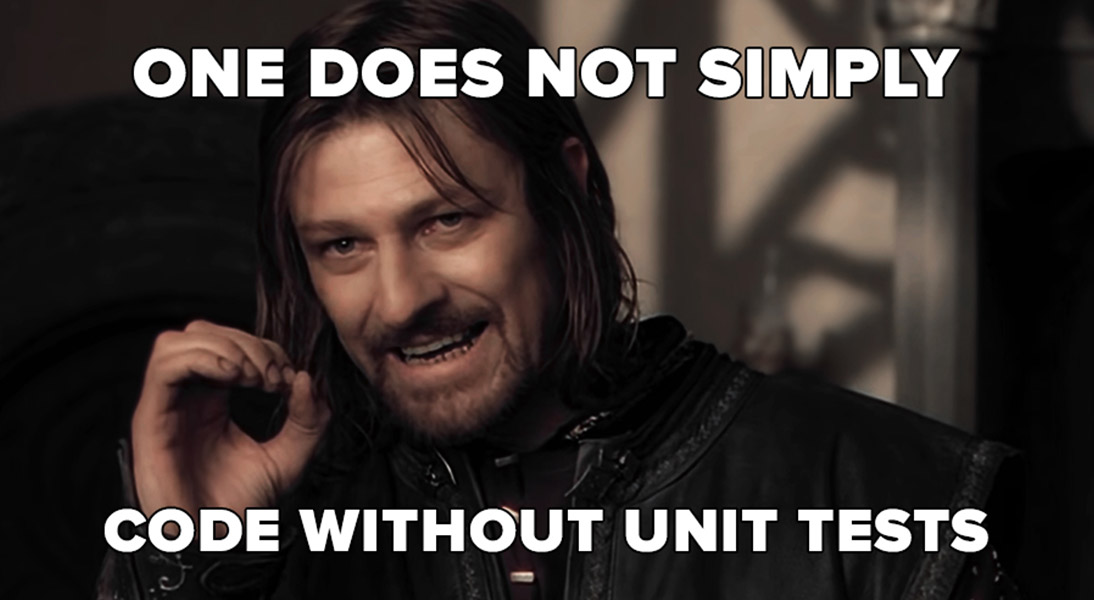 ONE DOES NOT SIMPLY
CODE WITHOUT UNIT TESTS